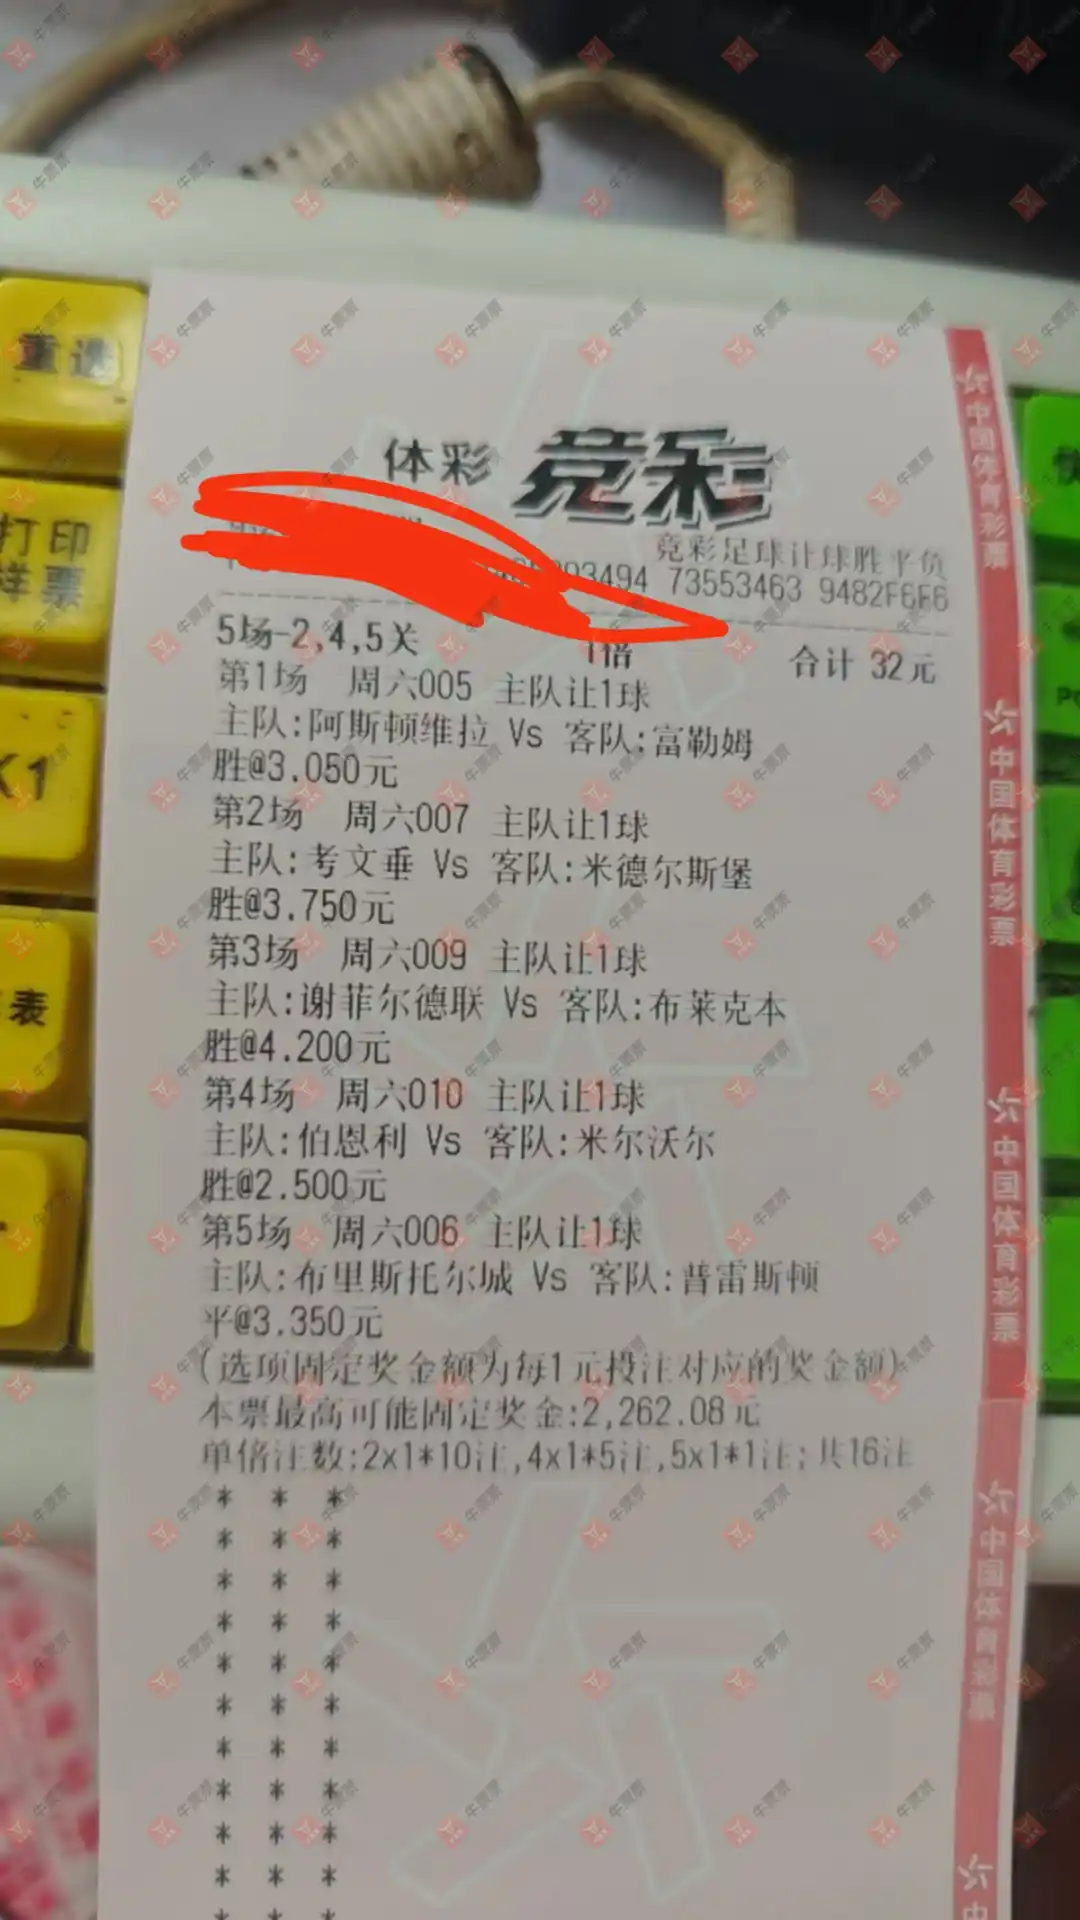 重选
体彩 竞彩
竞彩足球让球胜平负
打印
样票
93494 73553463 9482F6F6
5场-2,4,5关 1倍 合计 32元
第1场 周六005 主队让1球
主队:阿斯顿维拉 Vs 客队:富勒姆
胜@3.050元
K1
第2场 周六007 主队让1球
主队:考文垂 Vs 客队:米德尔斯堡
胜@3.750元
第3场 周六009 主队让1球
表
主队:谢菲尔德联 Vs 客队:布莱克本
胜@4.200元
第4场 周六010 主队让1球
主队:伯恩利 Vs 客队:米尔沃尔
胜@2.500元
第5场 周六006 主队让1球
主队:布里斯托尔城 Vs 客队:普雷斯顿
平@3.350元
(选项固定奖金额为每1元投注对应的奖金额)
本票最高可能固定奖金:2,262.08元
单倍注数:2x1*10注,4x1*5注,5x1*1注;共16注
* * *
* * *
* * *
* * *
* * *
* * *
* * *
* * *
* * *
* * *
* * *
中国体育彩票
中国体育彩票
中国体育彩票
中国体育彩票
中
牛票票